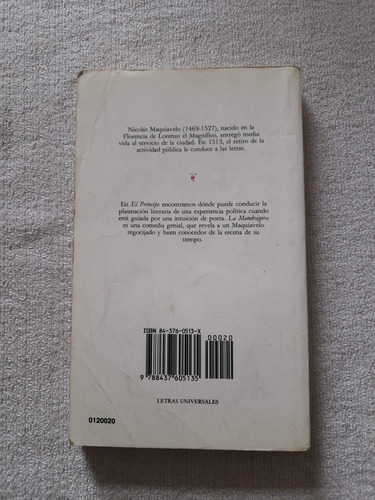 Nicolás Maquiavelo (1469-1527), nacido en la
Florencia de Lorenzo el Magnífico, entregó media
vida al servicio de la ciudad. En 1513, el retiro de la
actividad pública le conduce a las letras.
En El Príncipe encontramos dónde puede conducir la
plasmación literaria de una experiencia política cuando
está guiada por una intuición de poeta. La Mandrágora
es una comedia genial, que revela a un Maquiavelo
regocijado y buen conocedor de la escena de su
tiempo.
ISBN 84-376-0513-X
00020
9 788437 605135
LETRAS UNIVERSALES
0120020